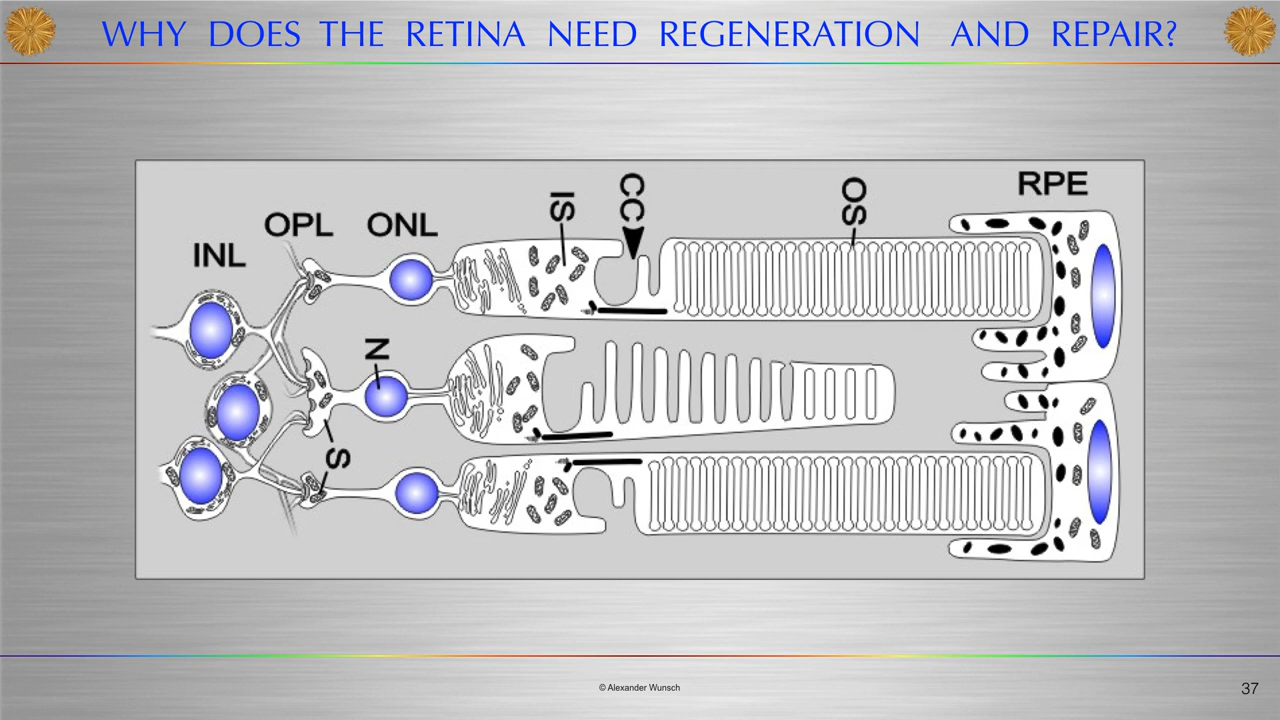 WHY DOES THE RETINA NEED REGENERATION AND REPAIR?
INL
OPL
ONL
IS
CC
OS
RPE
N
S
© Alexander Wunsch
37